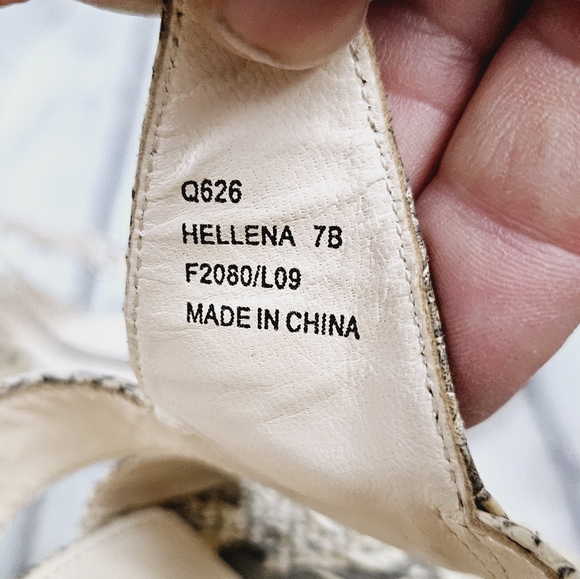 Q626
HELLENA 7B
F2080/L09
MADE IN CHINA